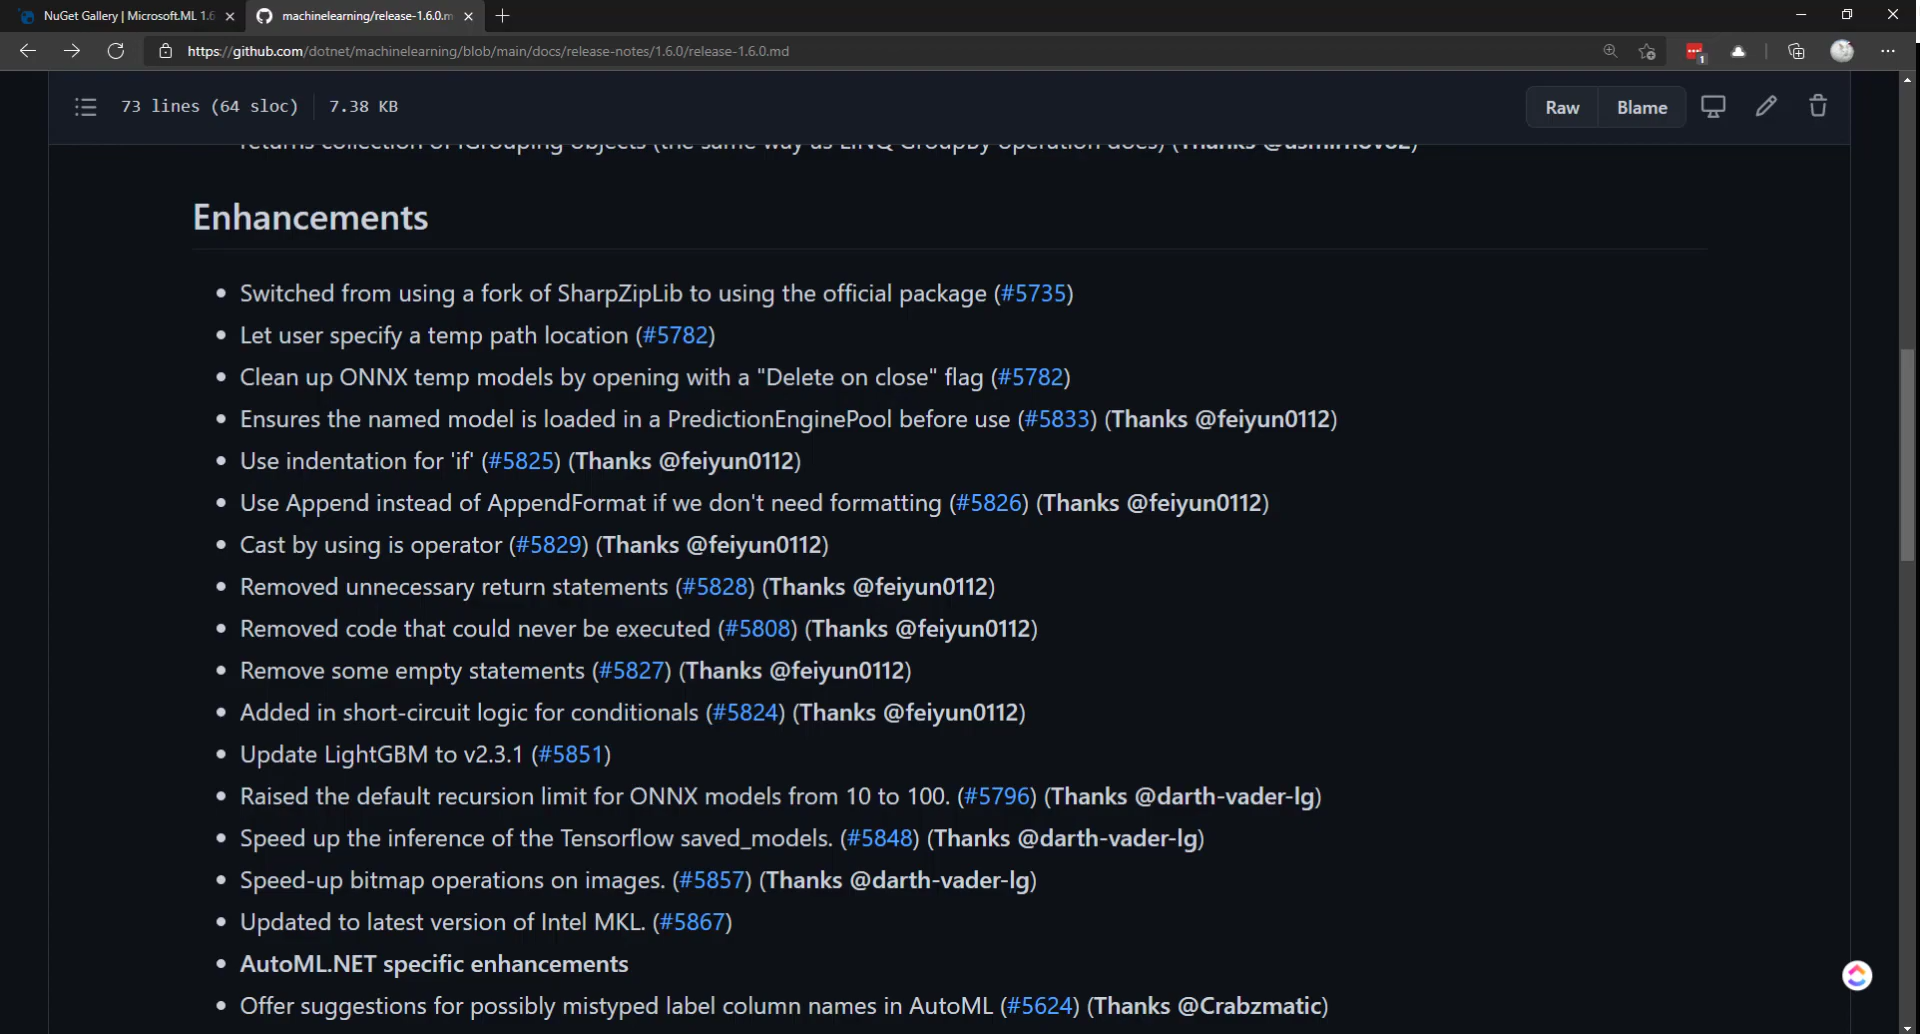 NuGet Gallery | Microsoft.ML 1.6
machinelearning/release-1.6.0.m
https://github.com/dotnet/machinelearning/blob/main/docs/release-notes/1.6.0/release-1.6.0.md
1
73 lines (64 sloc) 7.38 KB
Raw Blame
returns collection of IGrouping objects (the same way as LINQ GroupBy operation does) (Thanks @asmirnov82)
Enhancements
Switched from using a fork of SharpZipLib to using the official package (#5735)
Let user specify a temp path location (#5782)
Clean up ONNX temp models by opening with a "Delete on close" flag (#5782)
Ensures the named model is loaded in a PredictionEnginePool before use (#5833) (Thanks @feiyun0112)
Use indentation for 'if' (#5825) (Thanks @feiyun0112)
Use Append instead of AppendFormat if we don't need formatting (#5826) (Thanks @feiyun0112)
Cast by using is operator (#5829) (Thanks @feiyun0112)
Removed unnecessary return statements (#5828) (Thanks @feiyun0112)
Removed code that could never be executed (#5808) (Thanks @feiyun0112)
Remove some empty statements (#5827) (Thanks @feiyun0112)
Added in short-circuit logic for conditionals (#5824) (Thanks @feiyun0112)
Update LightGBM to v2.3.1 (#5851)
Raised the default recursion limit for ONNX models from 10 to 100. (#5796) (Thanks @darth-vader-lg)
Speed up the inference of the Tensorflow saved_models. (#5848) (Thanks @darth-vader-lg)
Speed-up bitmap operations on images. (#5857) (Thanks @darth-vader-lg)
Updated to latest version of Intel MKL. (#5867)
AutoML.NET specific enhancements
Offer suggestions for possibly mistyped label column names in AutoML (#5624) (Thanks @Crabzmatic)